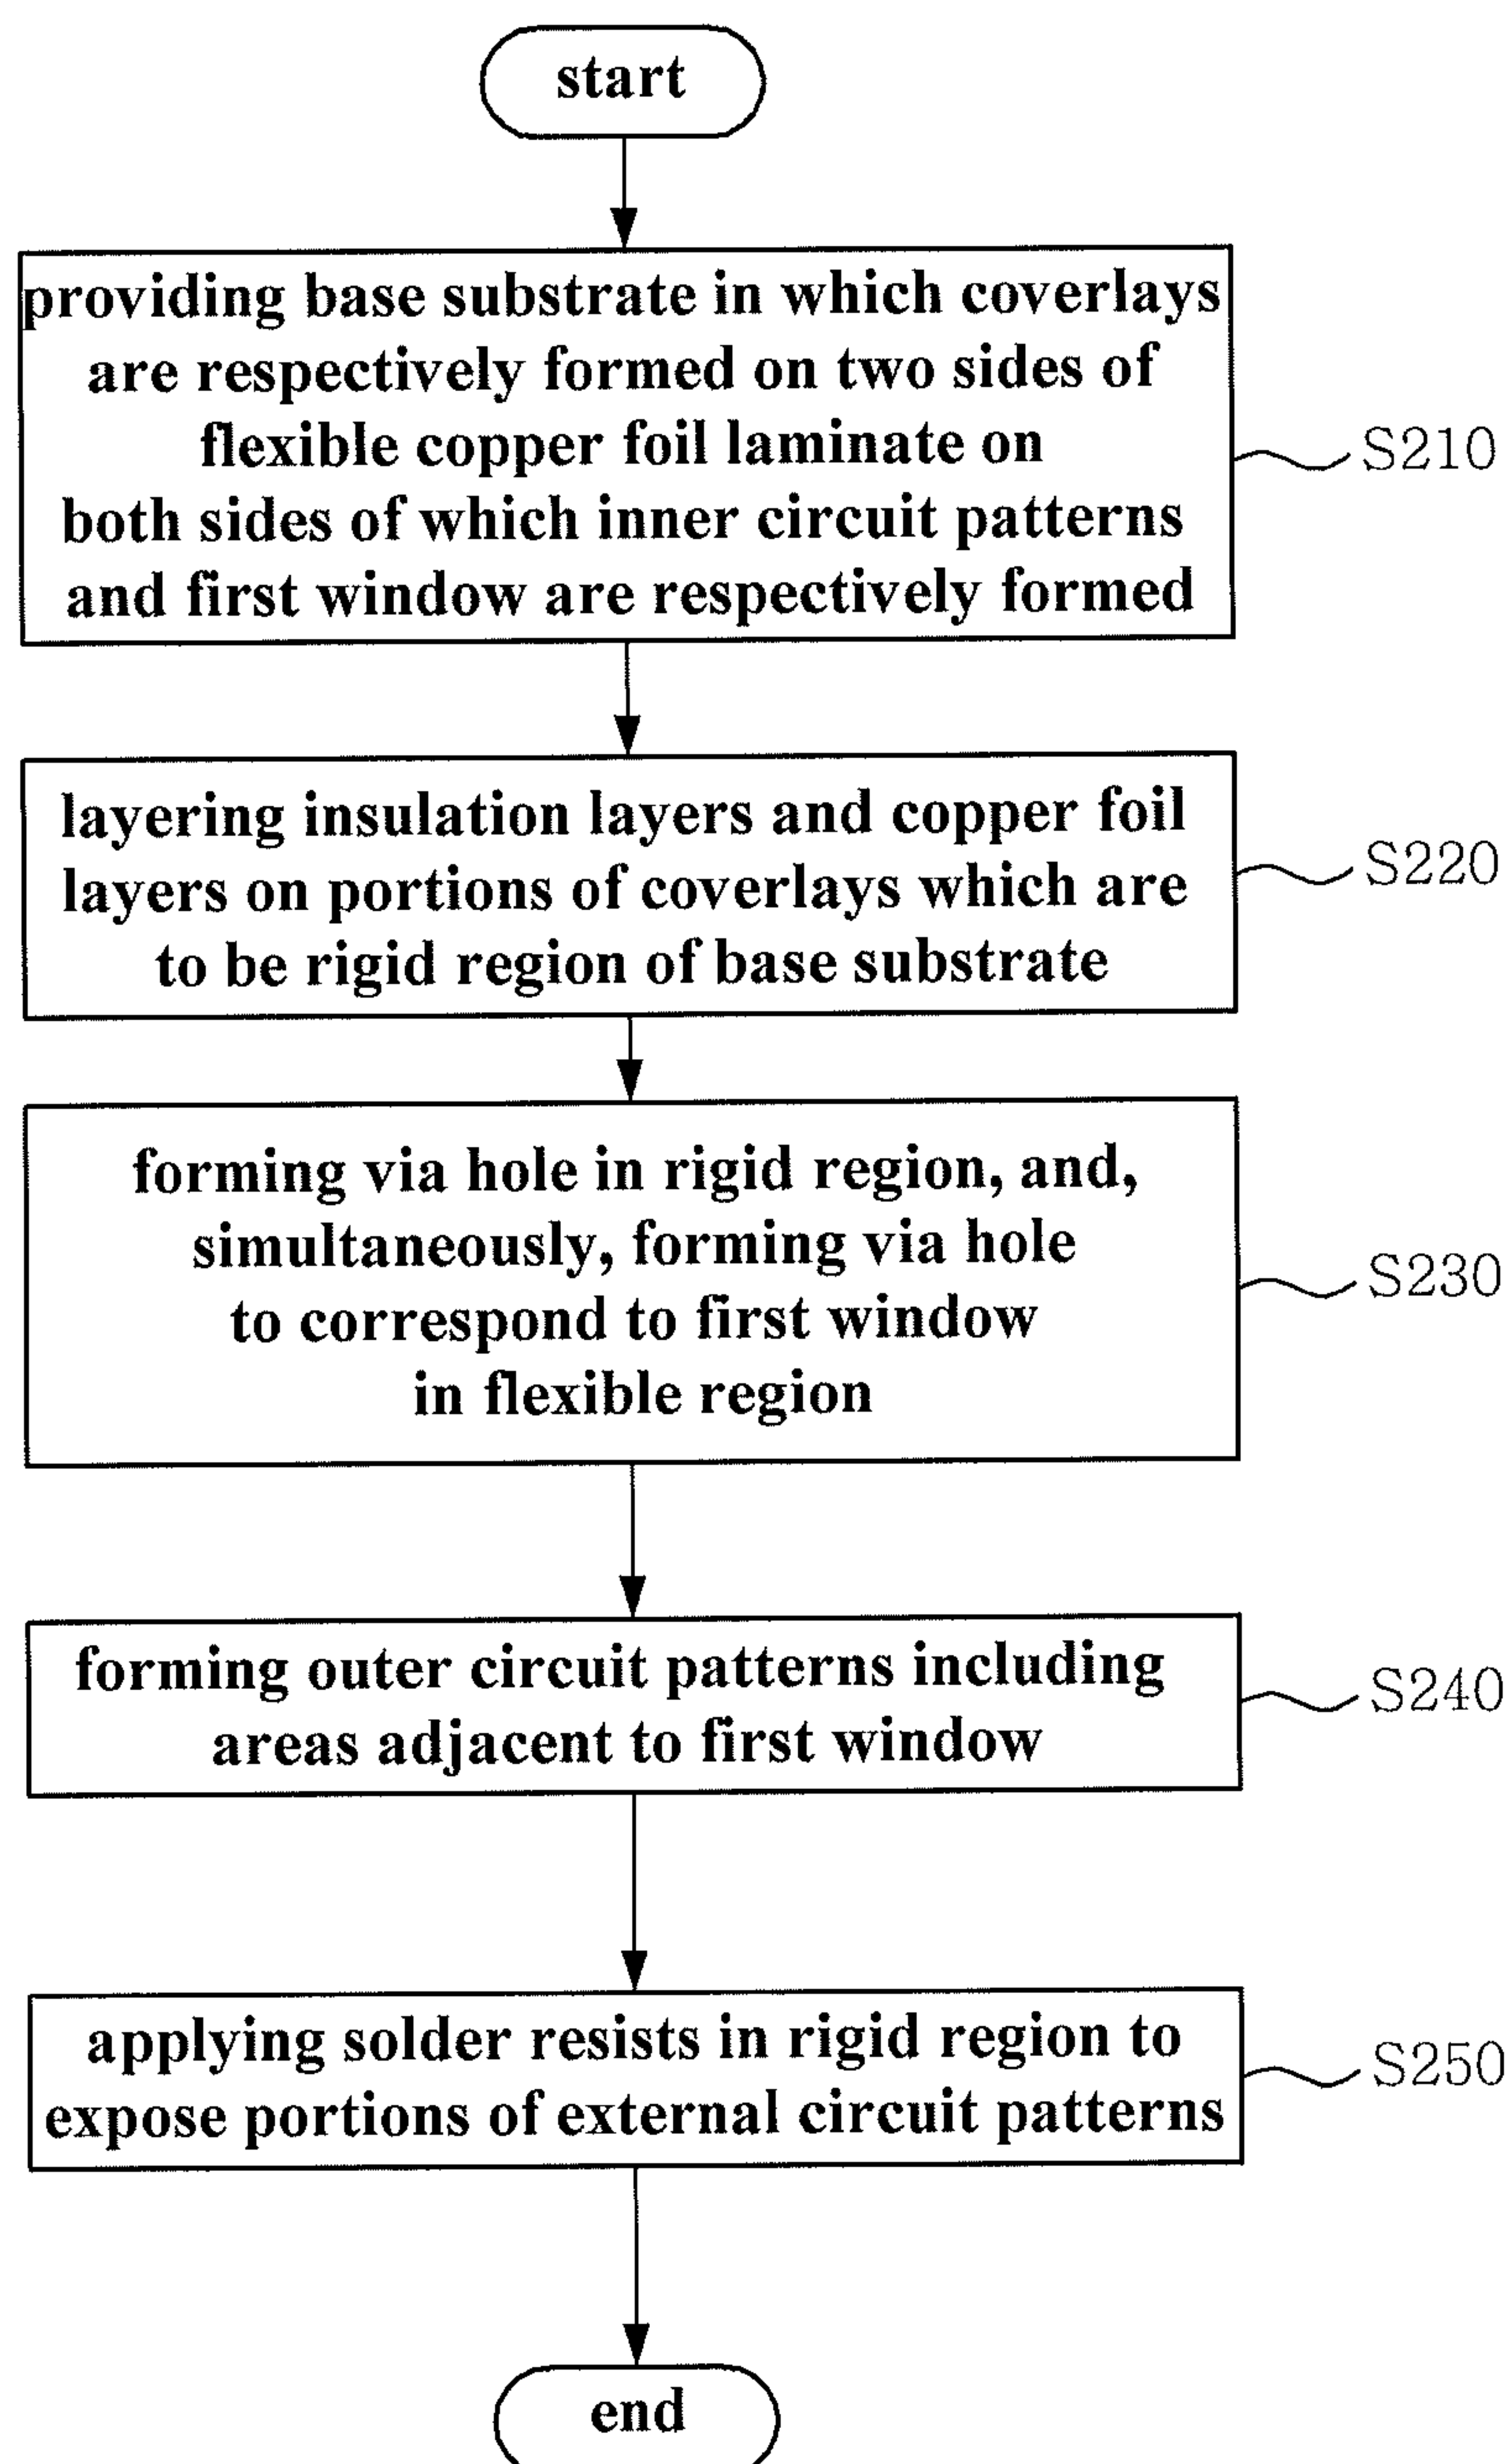 start
providing base substrate in which coverlays
are respectively formed on two sides of
flexible copper foil laminate on
both sides of which inner circuit patterns
and first window are respectively formed
S210
layering insulation layers and copper foil
layers on portions of coverlays which are
to be rigid region of base substrate
S220
forming via hole in rigid region, and,
simultaneously, forming via hole
to correspond to first window
in flexible region
S230
forming outer circuit patterns including
areas adjacent to first window
S240
applying solder resists in rigid region to
expose portions of external circuit patterns
S250
end